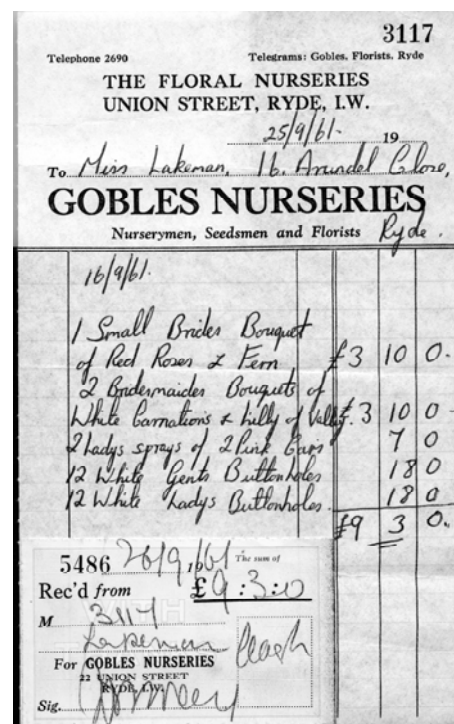 3117
Telephone 2690 Telegrams: Gobles, Florists, Ryde
THE FLORAL NURSERIES
UNION STREET, RYDE, I.W.
25/9/61. 19
To Miss Lakeman, 16. Arundel Close,
GOBLES NURSERIES
Nurserymen, Seedsmen and Florists Ryde.
16/9/61.
1 Small Brides Bouquet
of Red Roses & Fern £3 10 0.
2 Bridesmaides Bouquets of
White Carnations & Lilly of Valley. £3 10 0
2 Ladys sprays of 2 Pink Cars 7 0
12 White Gents Buttonholes 18 0
12 White Ladys Buttonholes. 18 0
£9 3 0.
5486 26/9/1961 The sum of
Rec'd from £9:3:0
M 3117
Lakeman
For GOBLES NURSERIES
22 UNION STREET
RYDE, I.W.
Sig.